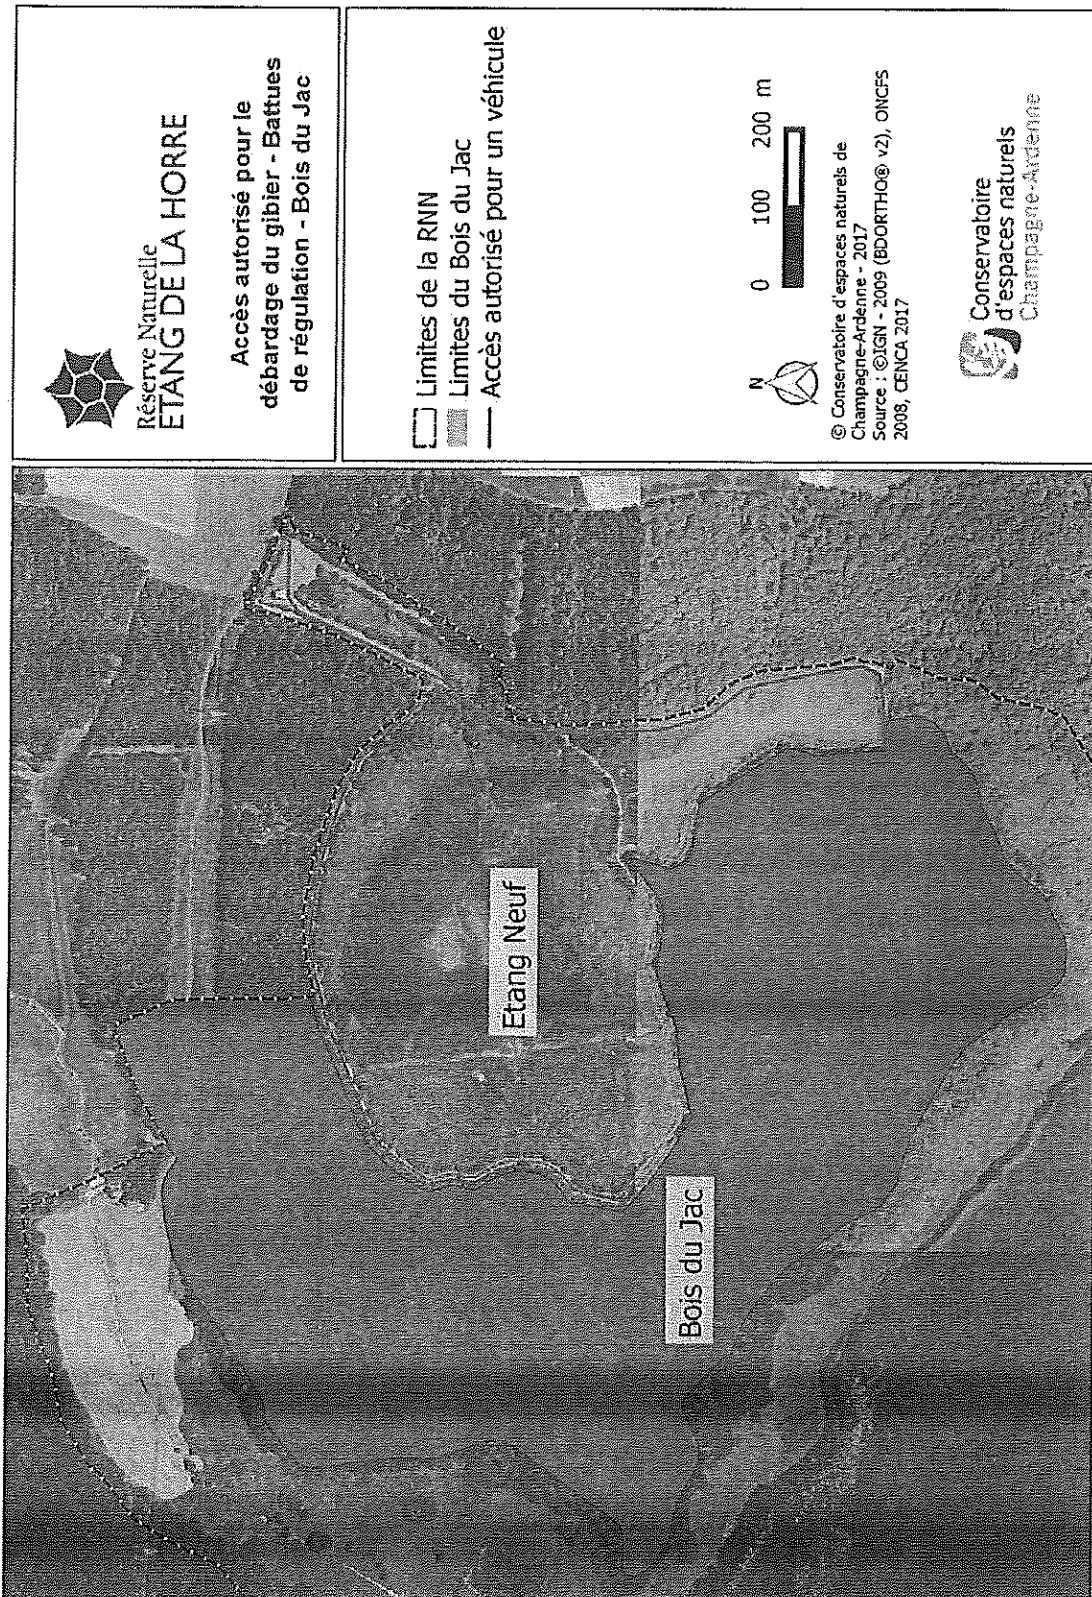 Réserve Naturelle
ETANG DE LA HORRE
Accès autorisé pour le
débardage du gibier - Battues
de régulation - Bois du Jac
Limites de la RNN
Limites du Bois du Jac
Accès autorisé pour un véhicule
N
0 100 200 m
© Conservatoire d'espaces naturels de
Champagne-Ardenne - 2017
Source : ©IGN - 2009 (BDORTHO® v2), ONCFS
2008, CENCA 2017
Conservatoire
d'espaces naturels
Champagne-Ardenne
Etang Neuf
Bois du Jac